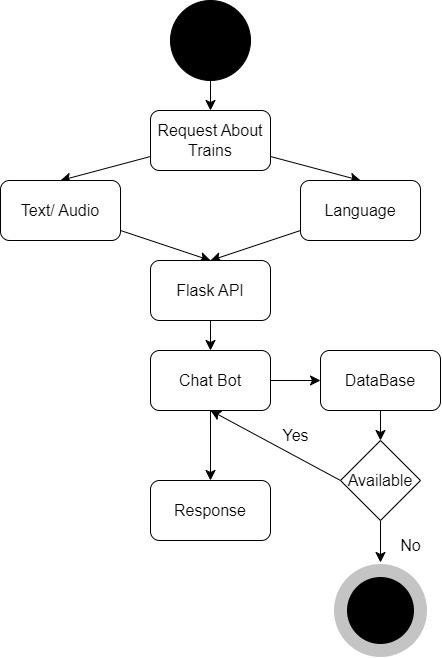 Request About
Trains
Text/ Audio
Language
Flask API
Chat Bot
DataBase
Yes
Available
Response
No